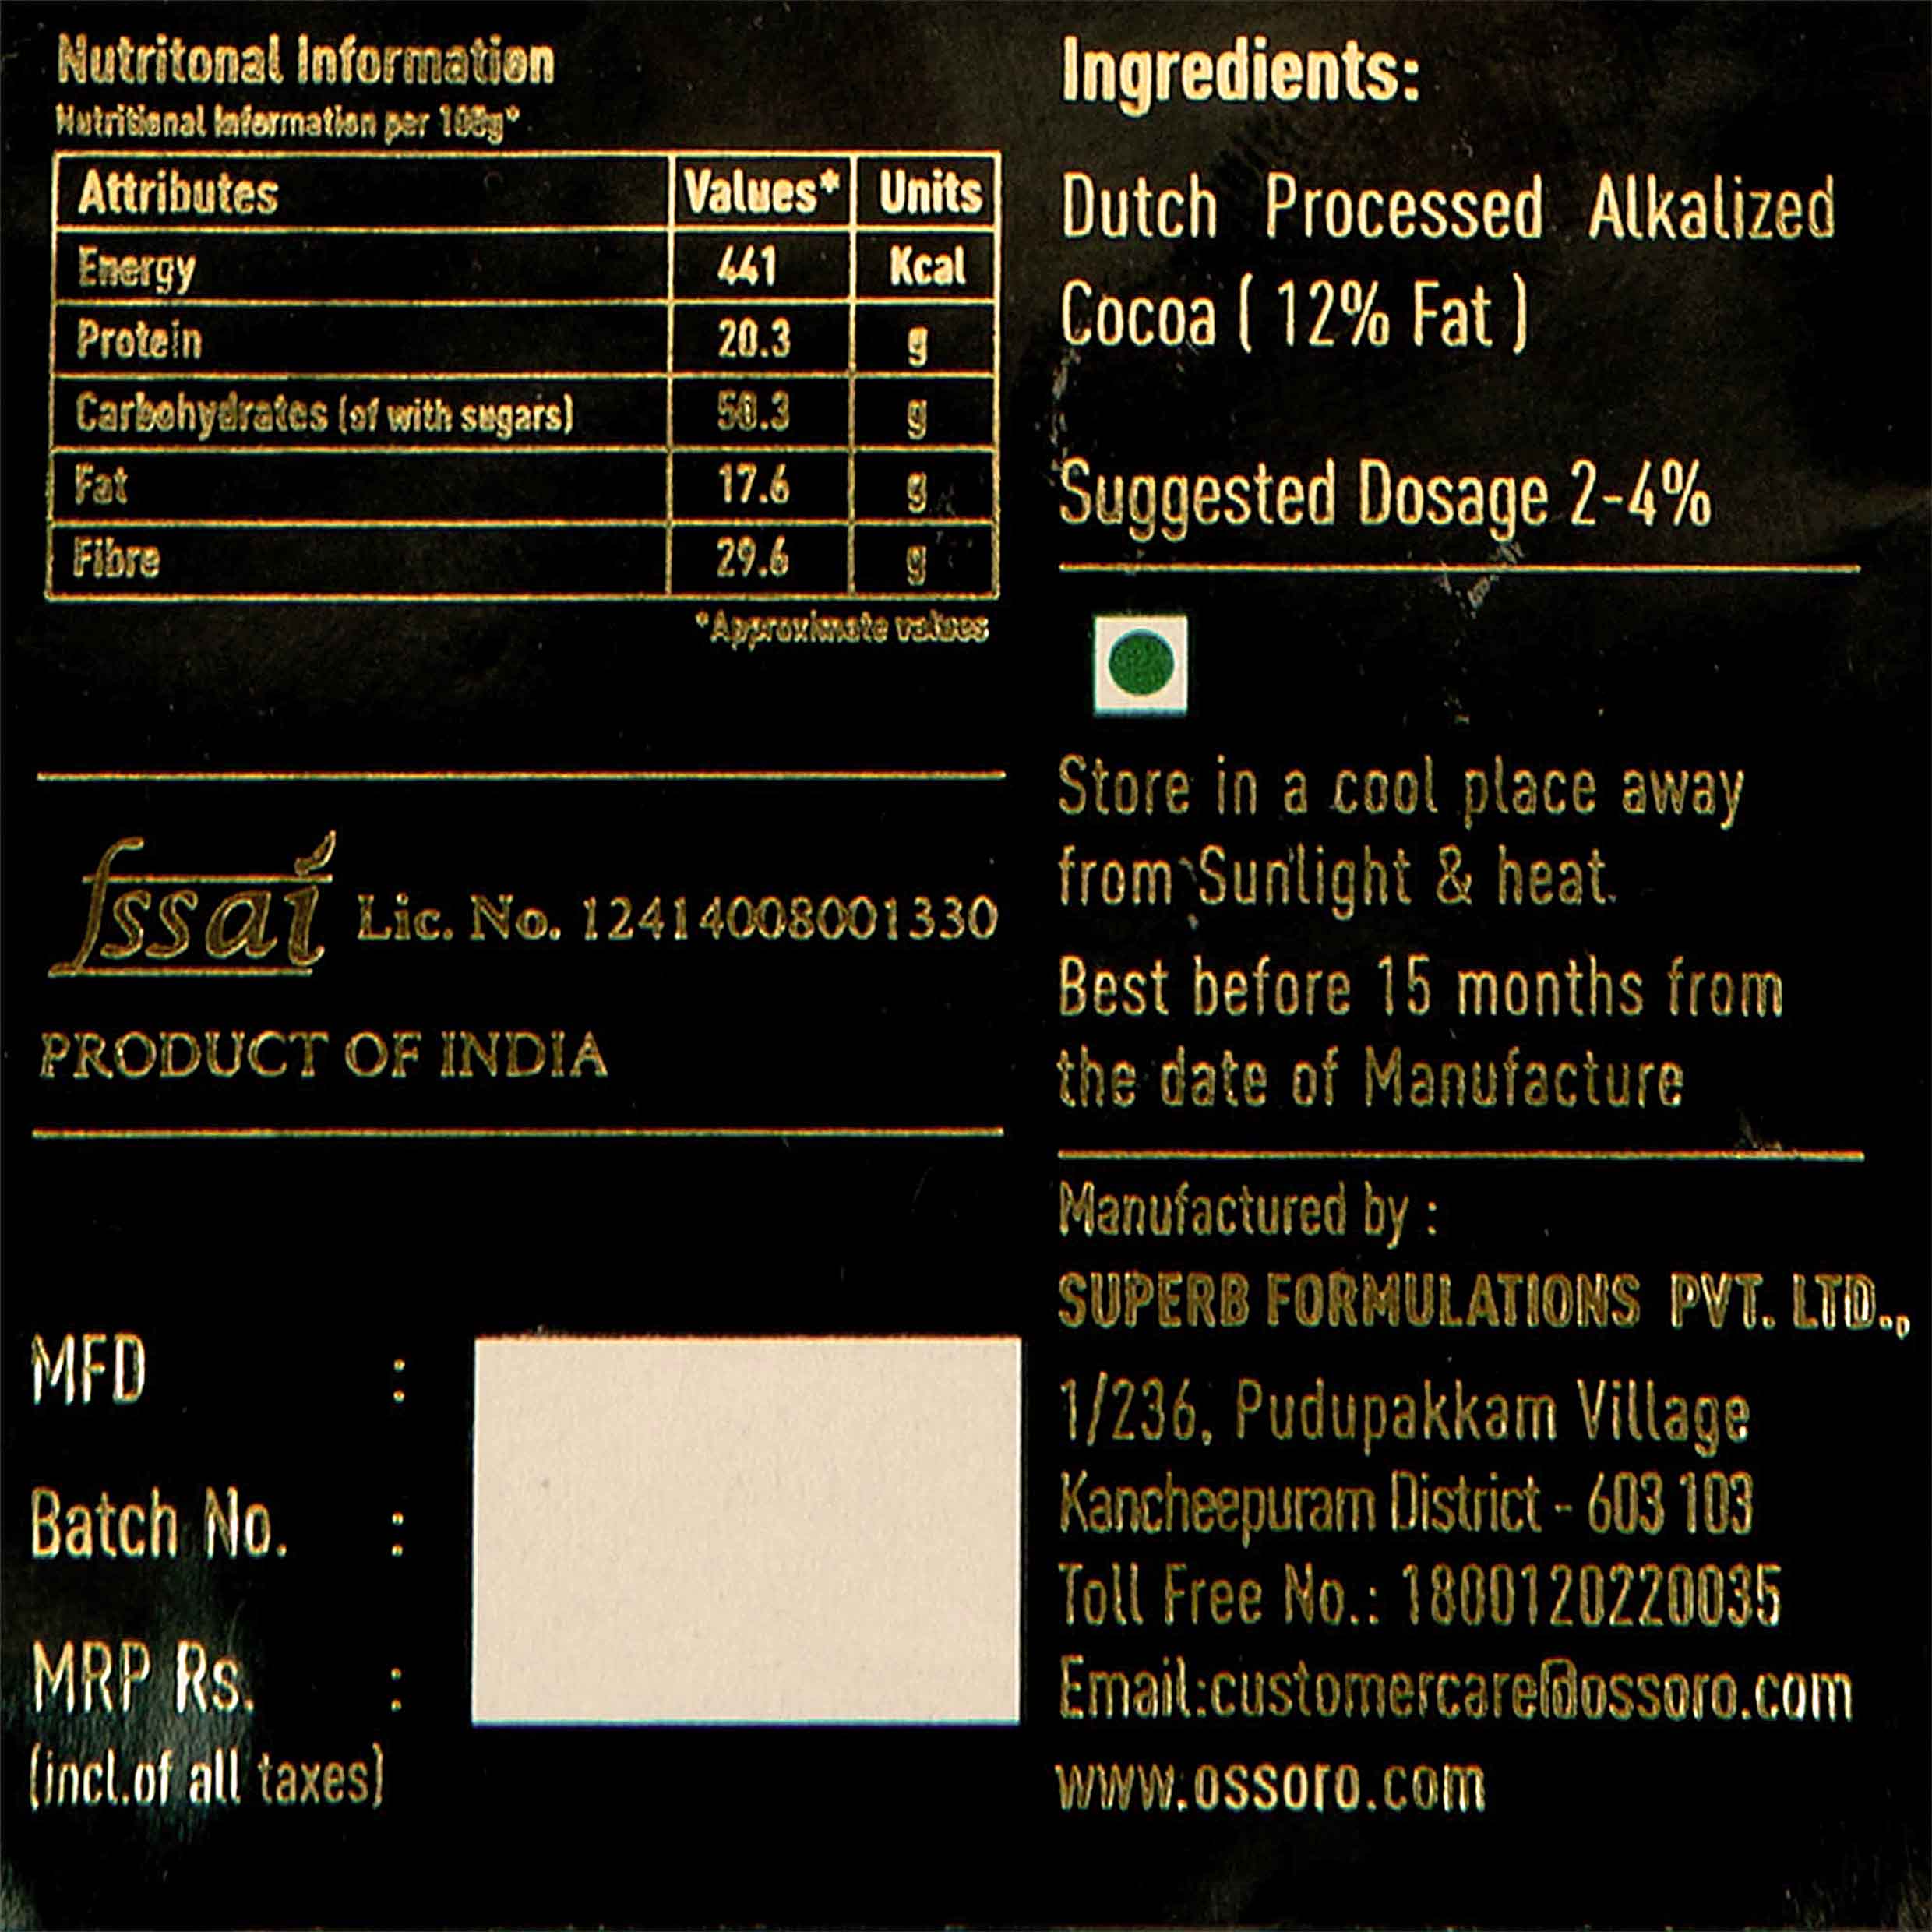 Nutritonal Information
Nutritional Information per 100g*
Attributes Values* Units
Energy 441 Kcal
Protein 20.3 g
Carbohydrates (of with sugars) 50.3 g
Fat 17.6 g
Fibre 29.6 g
*Approximate values
fssai Lic. No. 12414008001330
PRODUCT OF INDIA
MFD :
Batch No. :
MRP Rs. :
(incl.of all taxes)
Ingredients:
Dutch Processed Alkalized
Cocoa ( 12% Fat )
Suggested Dosage 2-4%
Store in a cool place away
from Sunlight & heat.
Best before 15 months from
the date of Manufacture
Manufactured by :
SUPERB FORMULATIONS PVT. LTD.,
1/236, Pudupakkam Village
Kancheepuram District - 603 103
Toll Free No.: 1800120220035
Email:customercare@ossoro.com
www.ossoro.com